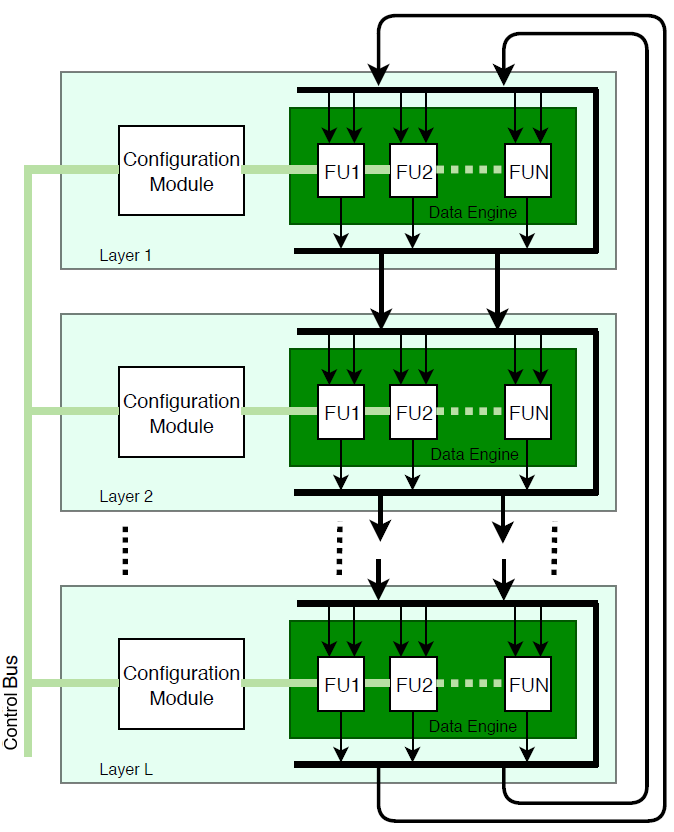 Configuration
Module
FU1
FU2
FUN
Data Engine
Layer 1
Configuration
Module
FU1
FU2
FUN
Data Engine
Layer 2
Configuration
Module
FU1
FU2
FUN
Data Engine
Layer L
Control Bus